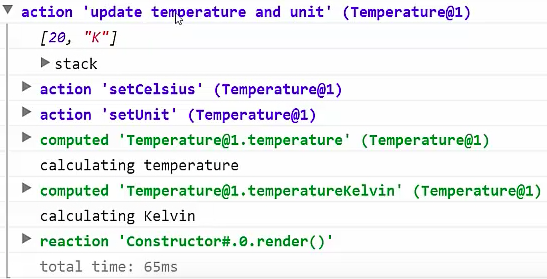 action 'update temperature and unit' (Temperature@1)
[20, "K"]
stack
action 'setCelsius' (Temperature@1)
action 'setUnit' (Temperature@1)
computed 'Temperature@1.temperature' (Temperature@1)
calculating temperature
computed 'Temperature@1.temperatureKelvin' (Temperature@1)
calculating Kelvin
reaction 'Constructor#.0.render()'
total time: 65ms